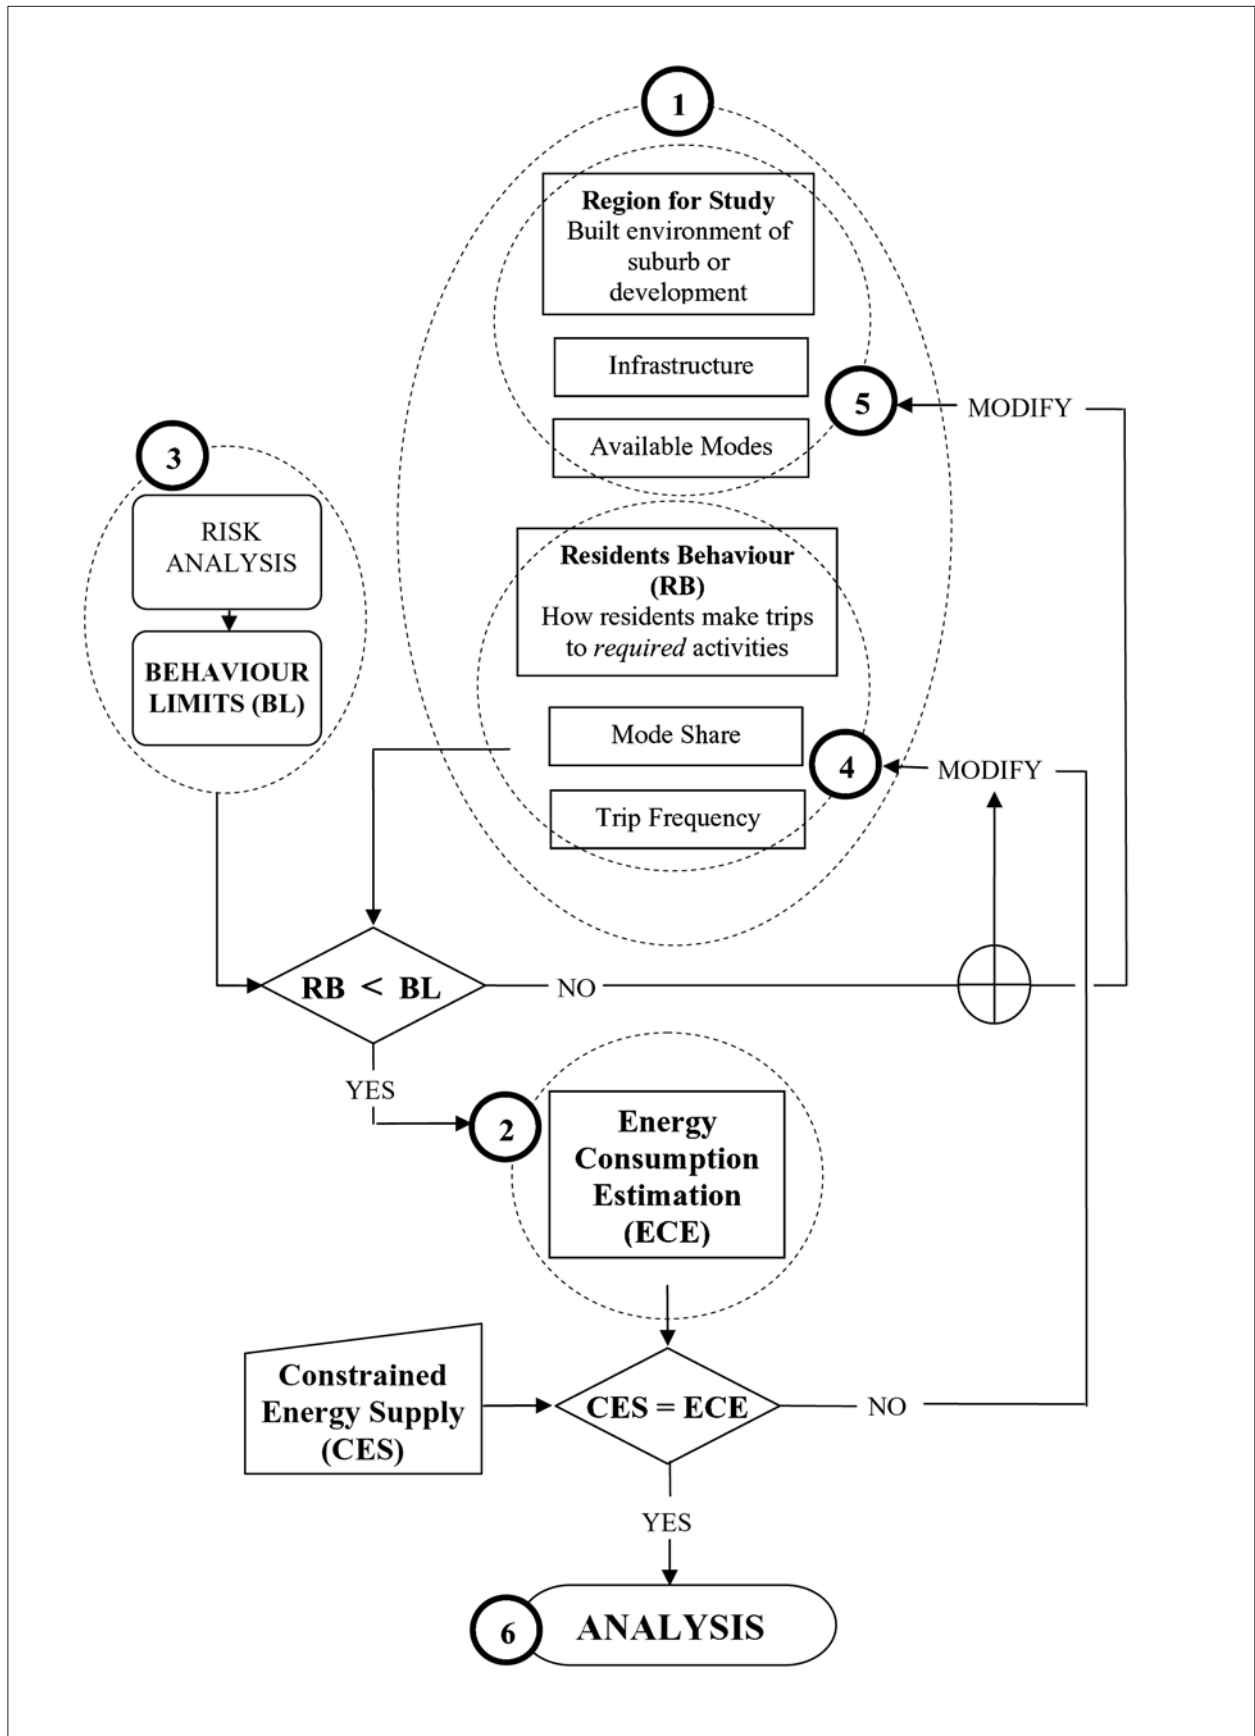 1
Region for Study
Built environment of
suburb or
development
Infrastructure
5
MODIFY
Available Modes
3
RISK
ANALYSIS
BEHAVIOUR
LIMITS (BL)
Residents Behaviour
(RB)
How residents make trips
to required activities
Mode Share
4
MODIFY
Trip Frequency
RB < BL
NO
YES
2
Energy
Consumption
Estimation
(ECE)
Constrained
Energy Supply
(CES)
CES = ECE
NO
YES
6
ANALYSIS